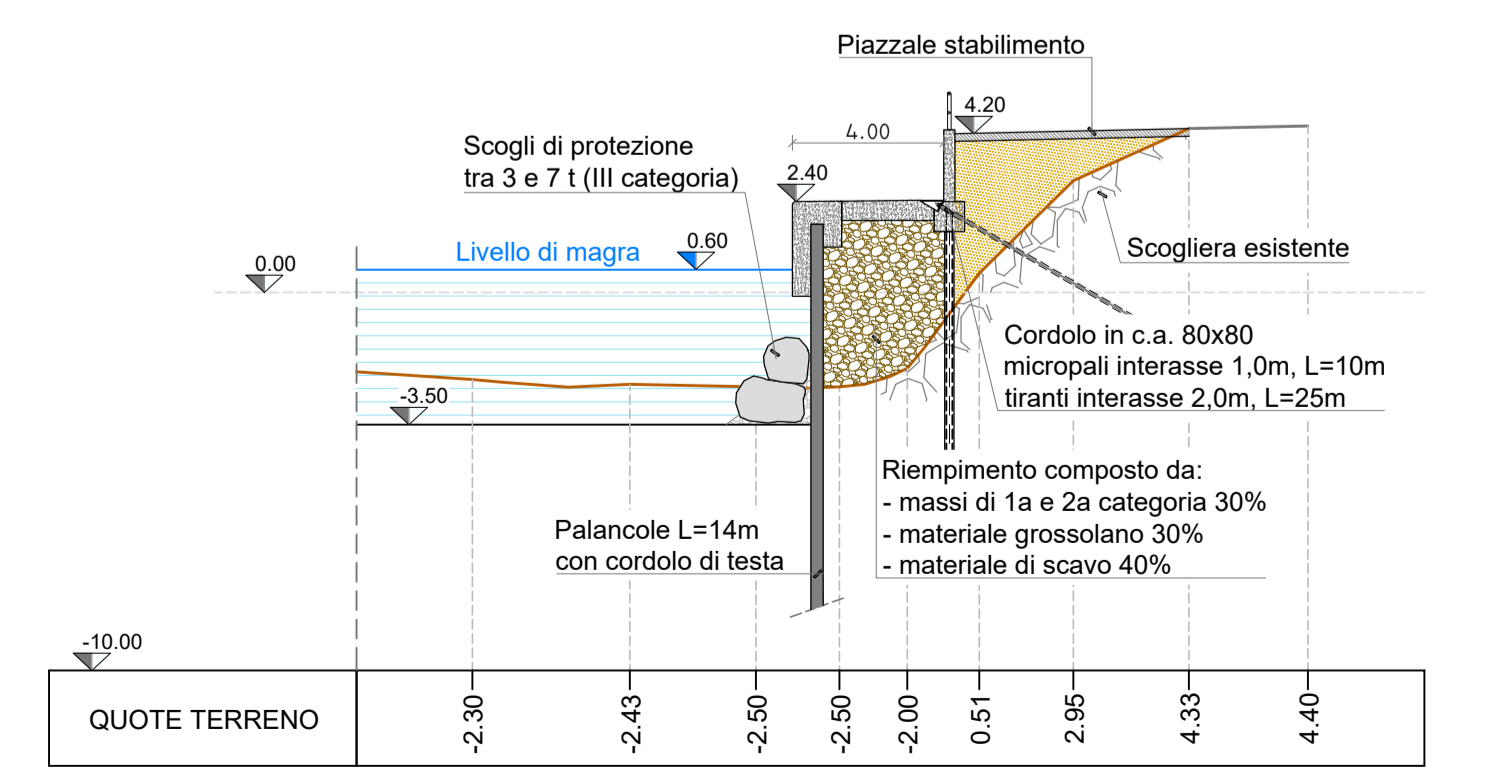 Piazzale stabilimento
4.20
4.00
Scogli di protezione
tra 3 e 7 t (III categoria)
2.40
Livello di magra
0.60
Scogliera esistente
0.00
Cordolo in c.a. 80x80
micropali interasse 1,0m, L=10m
tiranti interasse 2,0m, L=25m
-3.50
Riempimento composto da:
- massi di 1a e 2a categoria 30%
- materiale grossolano 30%
- materiale di scavo 40%
Palancole L=14m
con cordolo di testa
-10.00
QUOTE TERRENO
-2.30
-2.43
-2.50
-2.50
-2.00
0.51
2.95
4.33
4.40